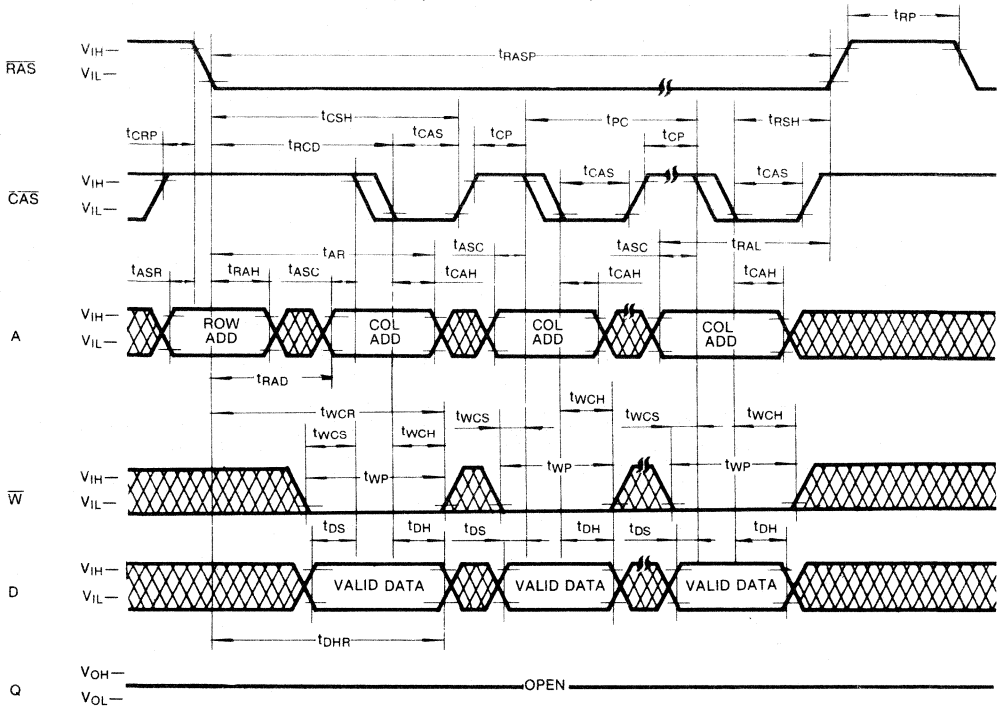 tRP
VIH
RAS
tRASP
VIL
tCSH tPC tRSH
tCRP tRCD tCAS tCP tCP
VIH
CAS
tCAS tCAS
VIL
tAR tASC tASC tRAL
tASR tRAH tASC tCAH tCAH tCAH
VIH
A
ROW ADD COL ADD COL ADD COL ADD
VIL
tRAD
tWCR tWCH
tWCS tWCS tWCH
tWCS tWCH
tWP tWP tWP
VIH
W
VIL
tDS tDH tDS tDH tDS tDH
VIH
D
VALID DATA VALID DATA VALID DATA
VIL
tDHR
VOH
Q
OPEN
VOL